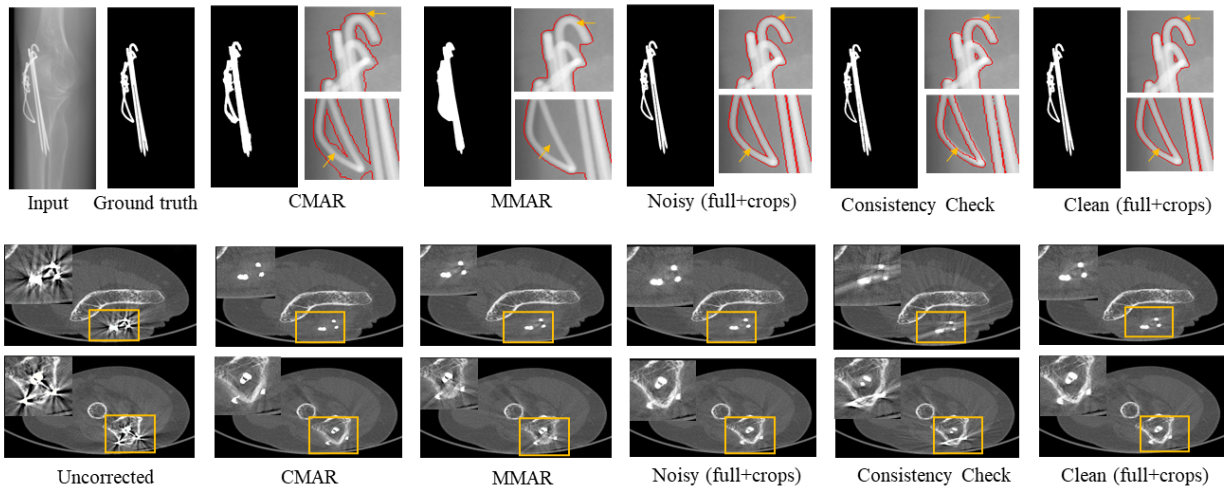 Input
Ground truth
CMAR
MMAR
Noisy (full+crops)
Consistency Check
Clean (full+crops)
Uncorrected
CMAR
MMAR
Noisy (full+crops)
Consistency Check
Clean (full+crops)